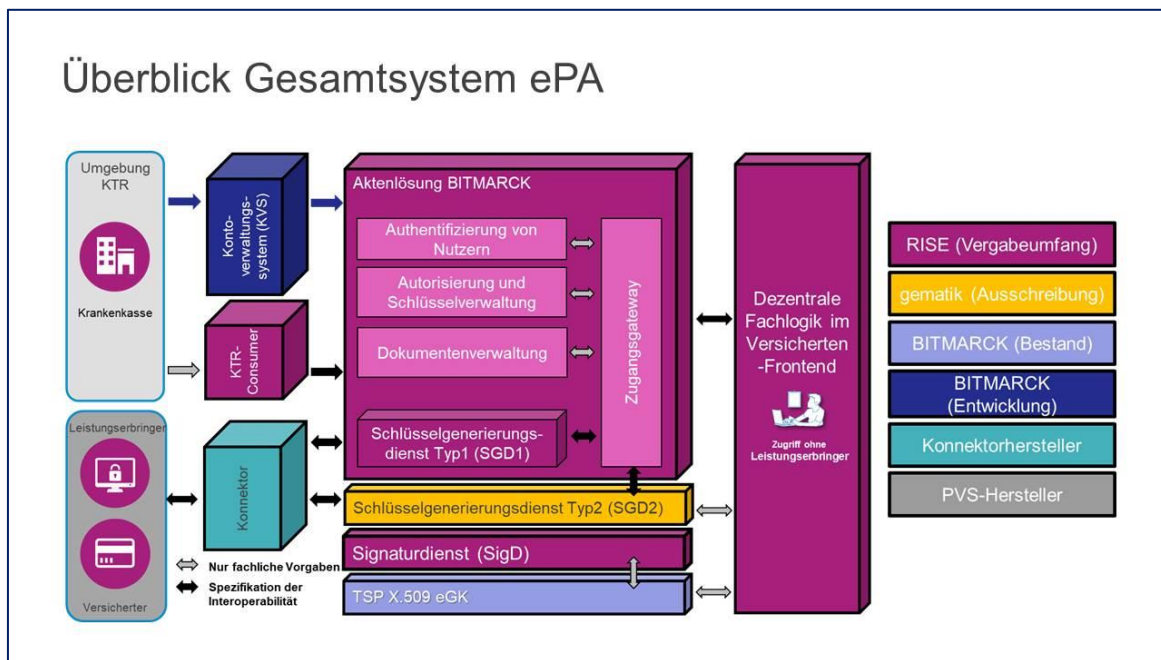 Überblick Gesamtsystem ePA
Umgebung
KTR
Krankenkasse
Konto-
verwaltungs-
system (KVS)
KTR-
Consumer
Leistungserbringer
Versicherter
Konnektor
Nur fachliche Vorgaben
Spezifikation der
Interoperabilität
Aktenlösung BITMARCK
Authentifizierung von
Nutzern
Autorisierung und
Schlüsselverwaltung
Dokumentenverwaltung
Schlüsselgenerierungs-
dienst Typ1 (SGD1)
Zugangsgateway
Schlüsselgenerierungsdienst Typ2 (SGD2)
Signaturdienst (SigD)
TSP X.509 eGK
Dezentrale
Fachlogik im
Versicherten
-Frontend
Zugriff ohne
Leistungserbringer
RISE (Vergabeumfang)
gematik (Ausschreibung)
BITMARCK (Bestand)
BITMARCK
(Entwicklung)
Konnektorhersteller
PVS-Hersteller